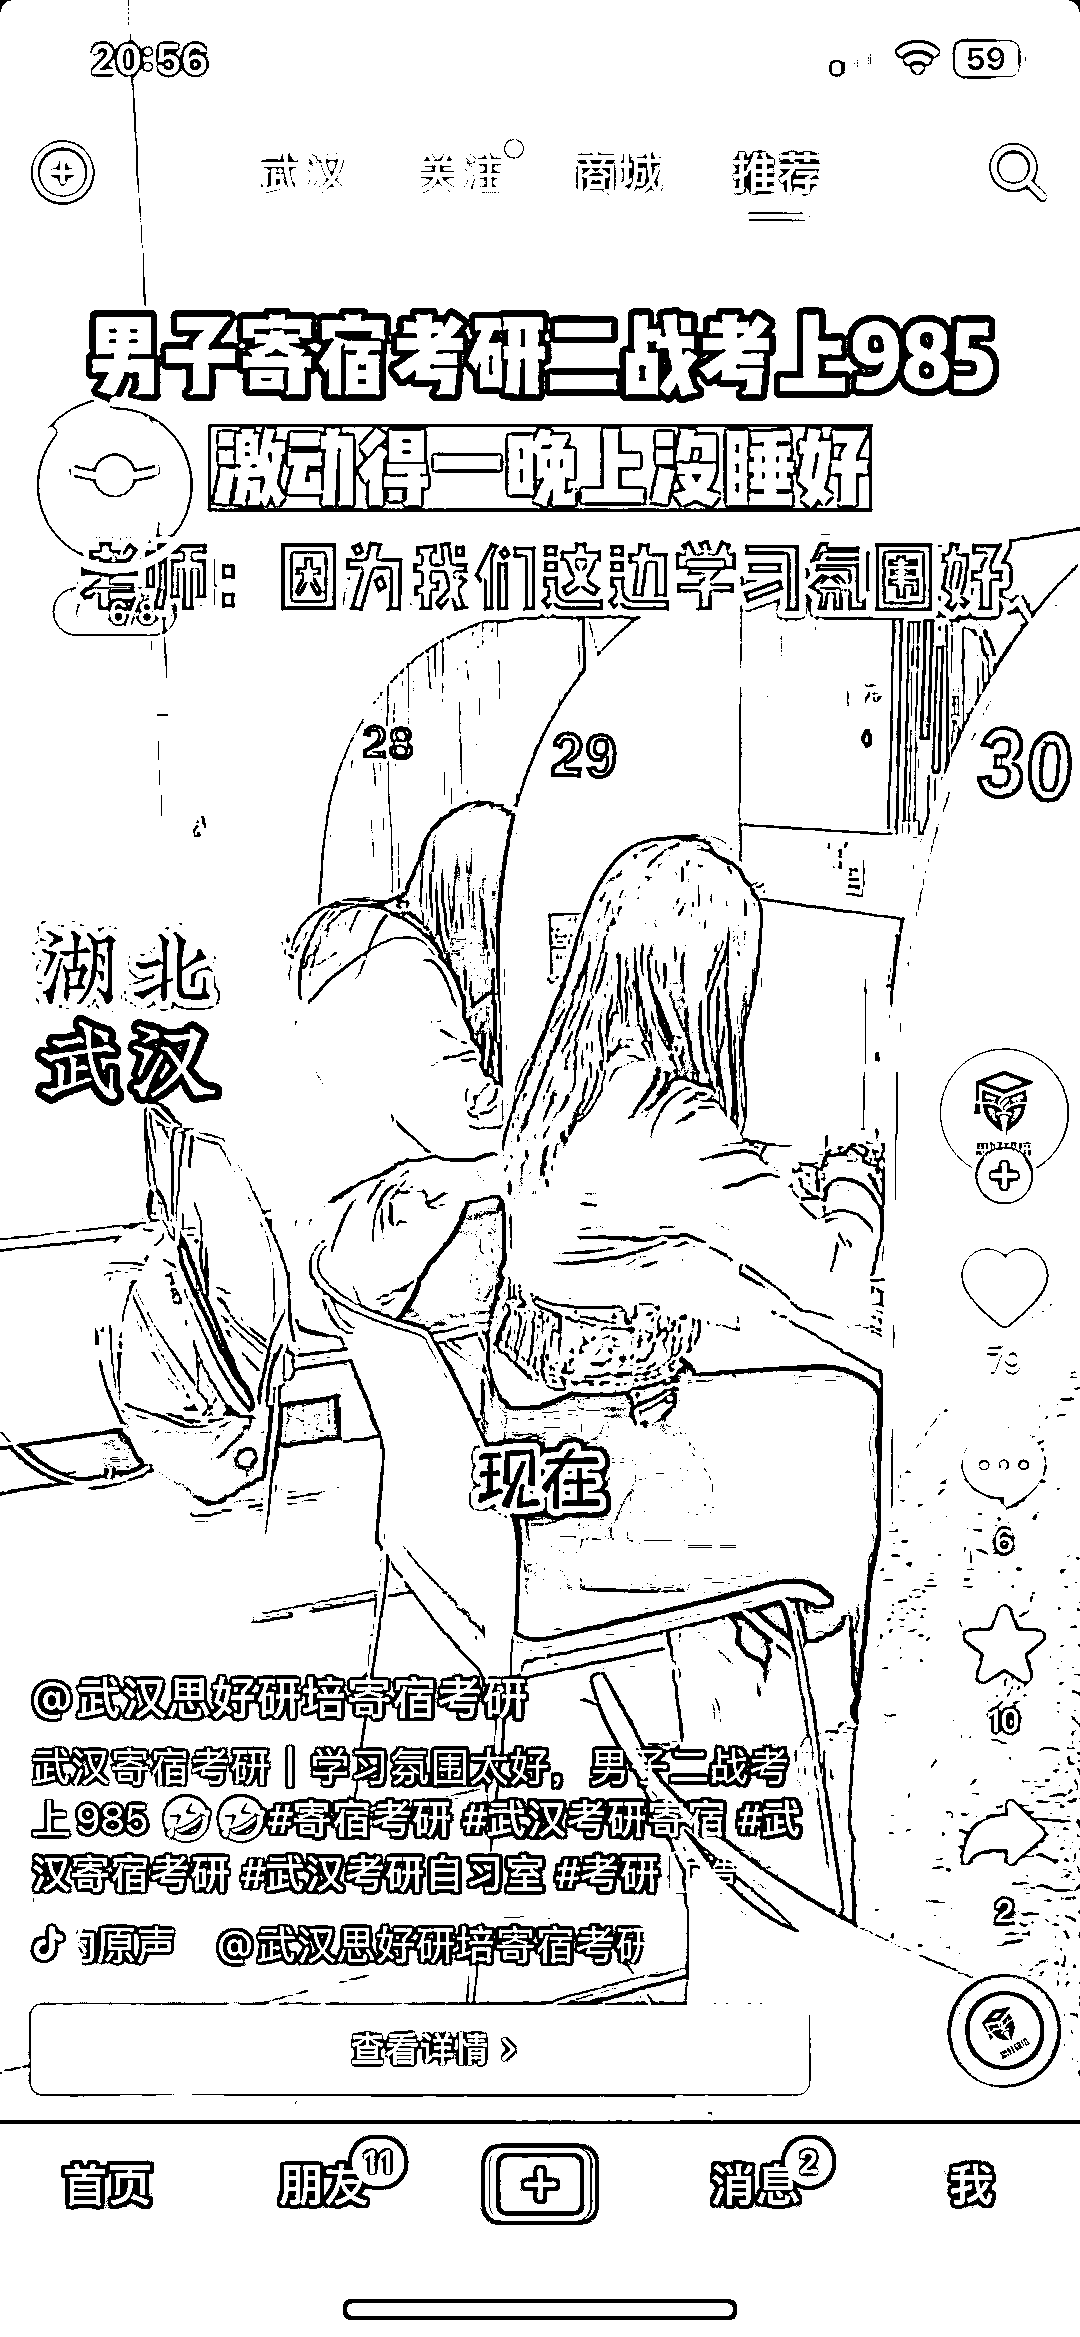 20:56
59
武汉 关注 商城 推荐
男子寄宿考研二战考上985
激动得一晚上没睡好
老师：因为我们这边学习氛围好
6/8
28 29 30
湖北
武汉
现在
79
6
10
2
@武汉思好研培寄宿考研
武汉寄宿考研｜学习氛围太好，男子二战考
上985 🤣🤣#寄宿考研 #武汉考研寄宿 #武
汉寄宿考研 #武汉考研自习室 #考研 广告
的原声 @武汉思好研培寄宿考研
查看详情 >
首页 朋友 11 消息 2 我